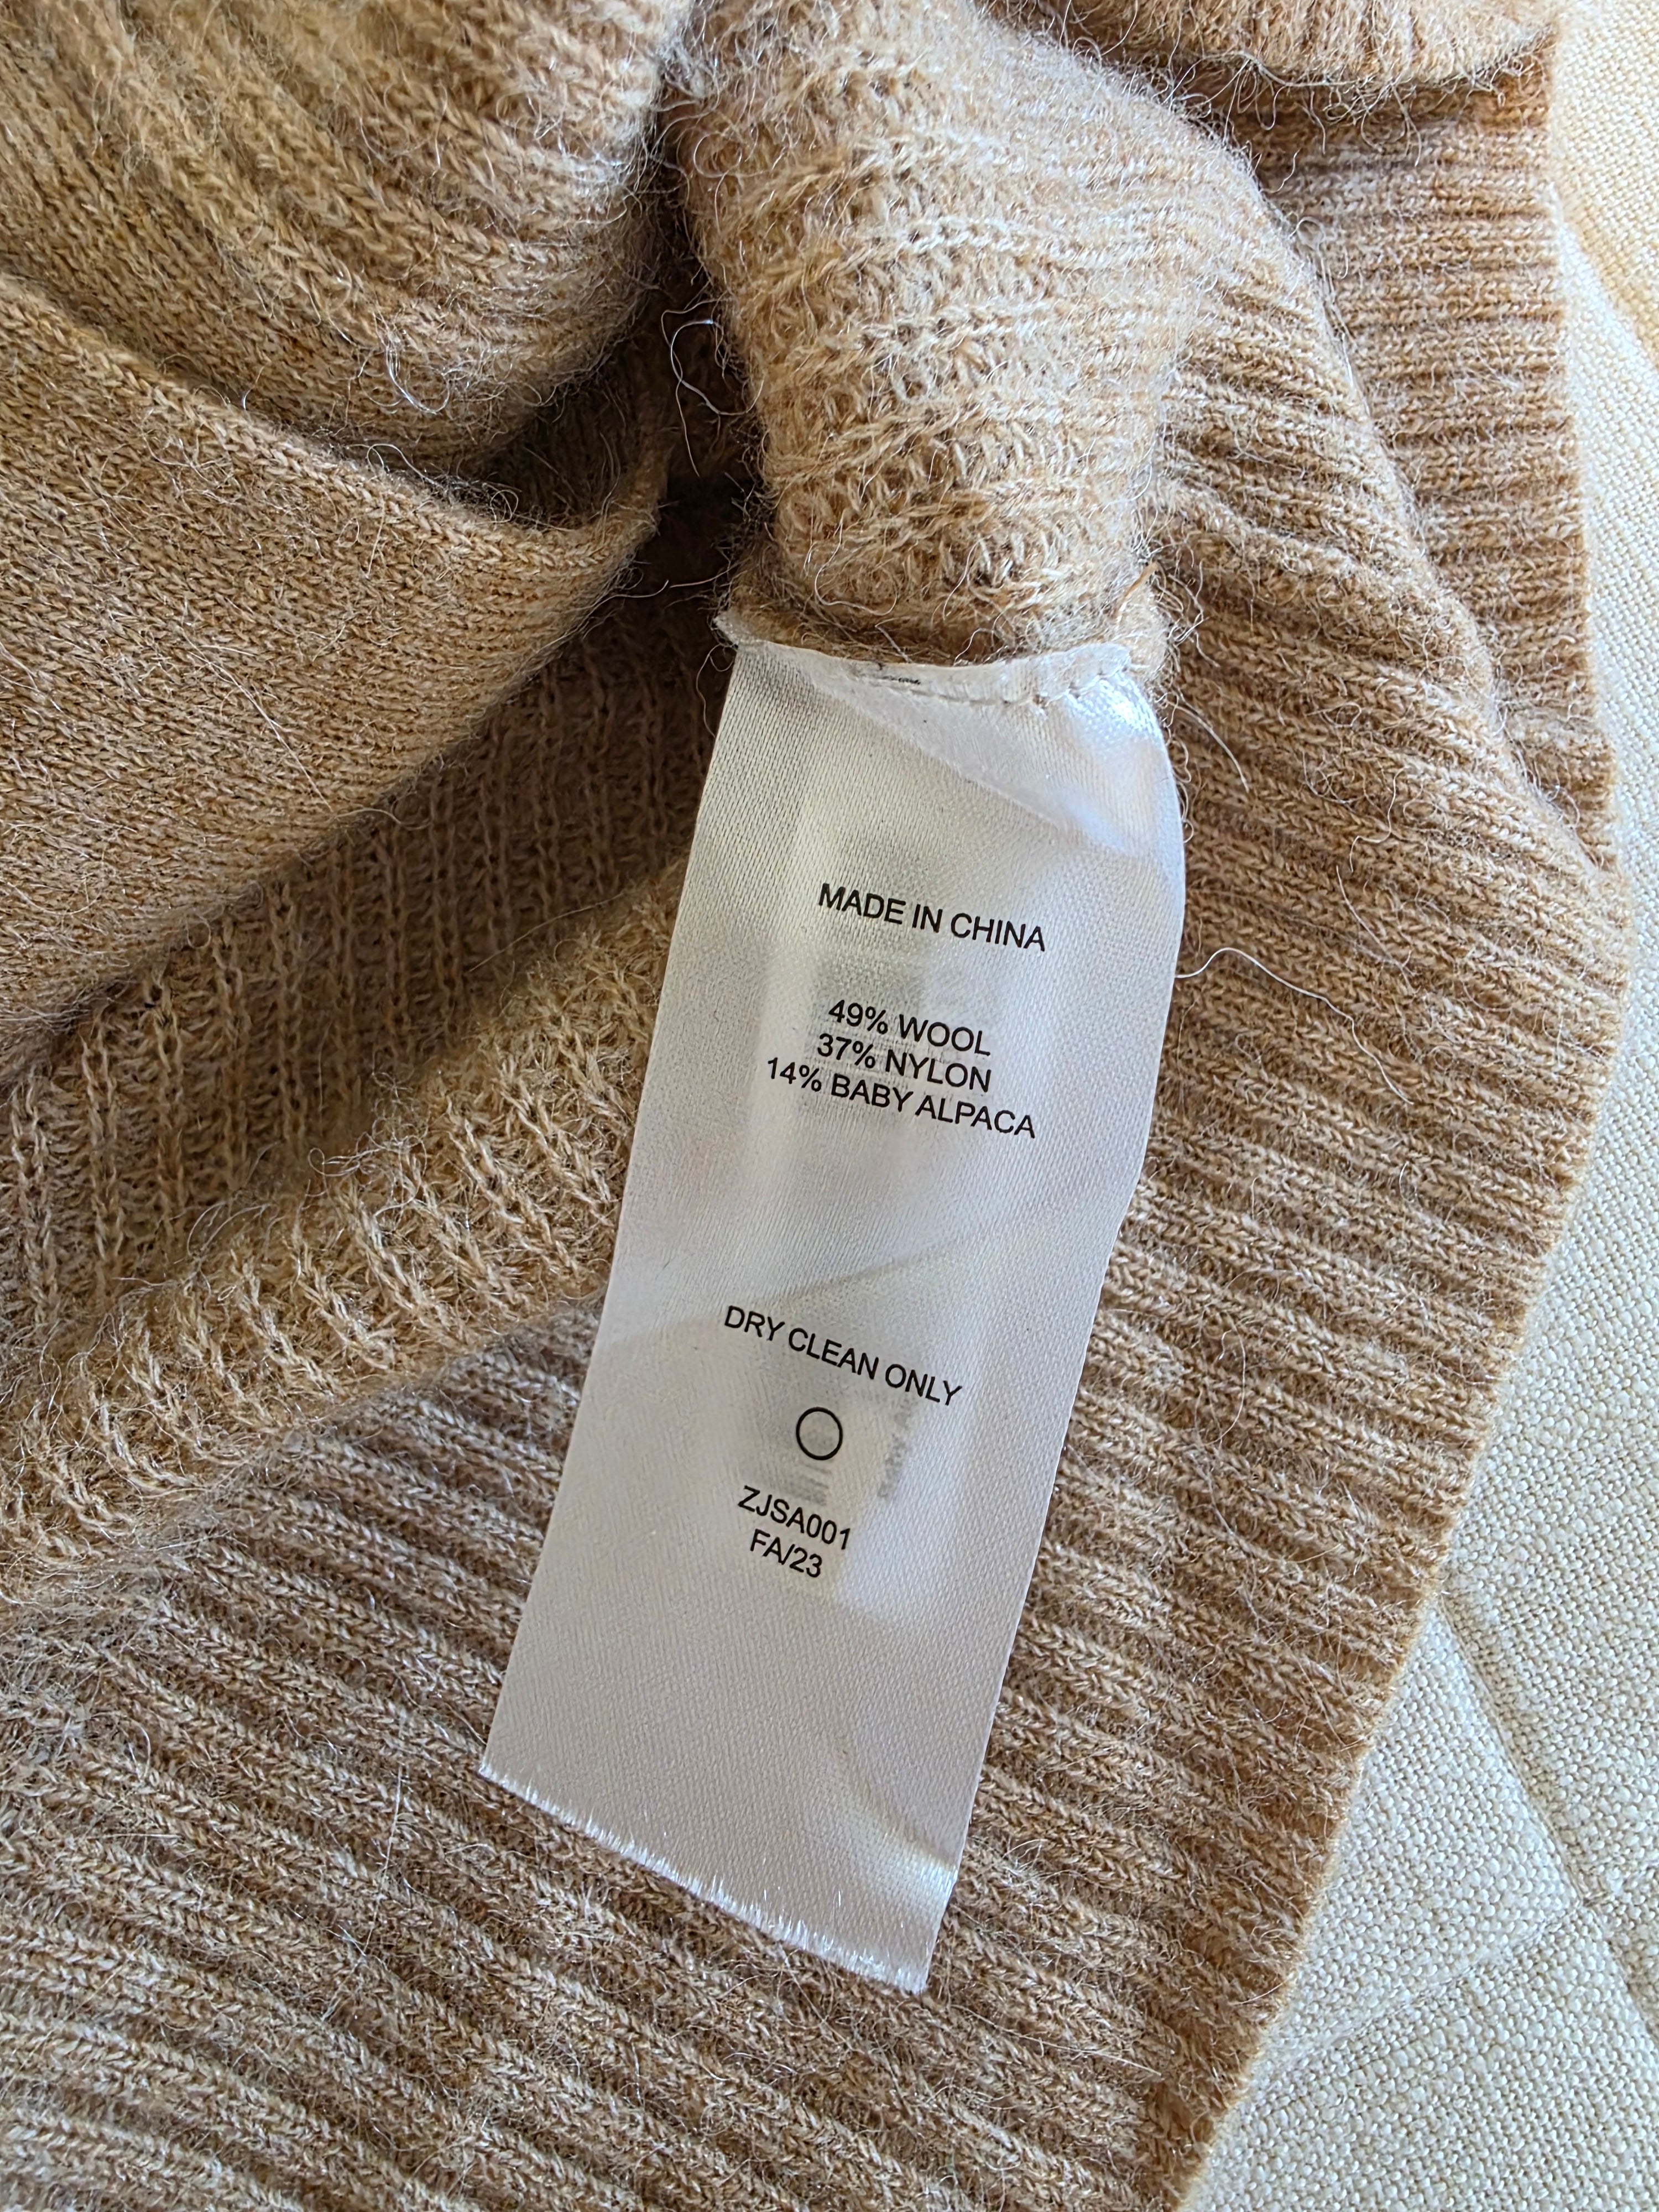 MADE IN CHINA
49% WOOL
37% NYLON
14% BABY ALPACA
DRY CLEAN ONLY
ZJSA001
FA/23